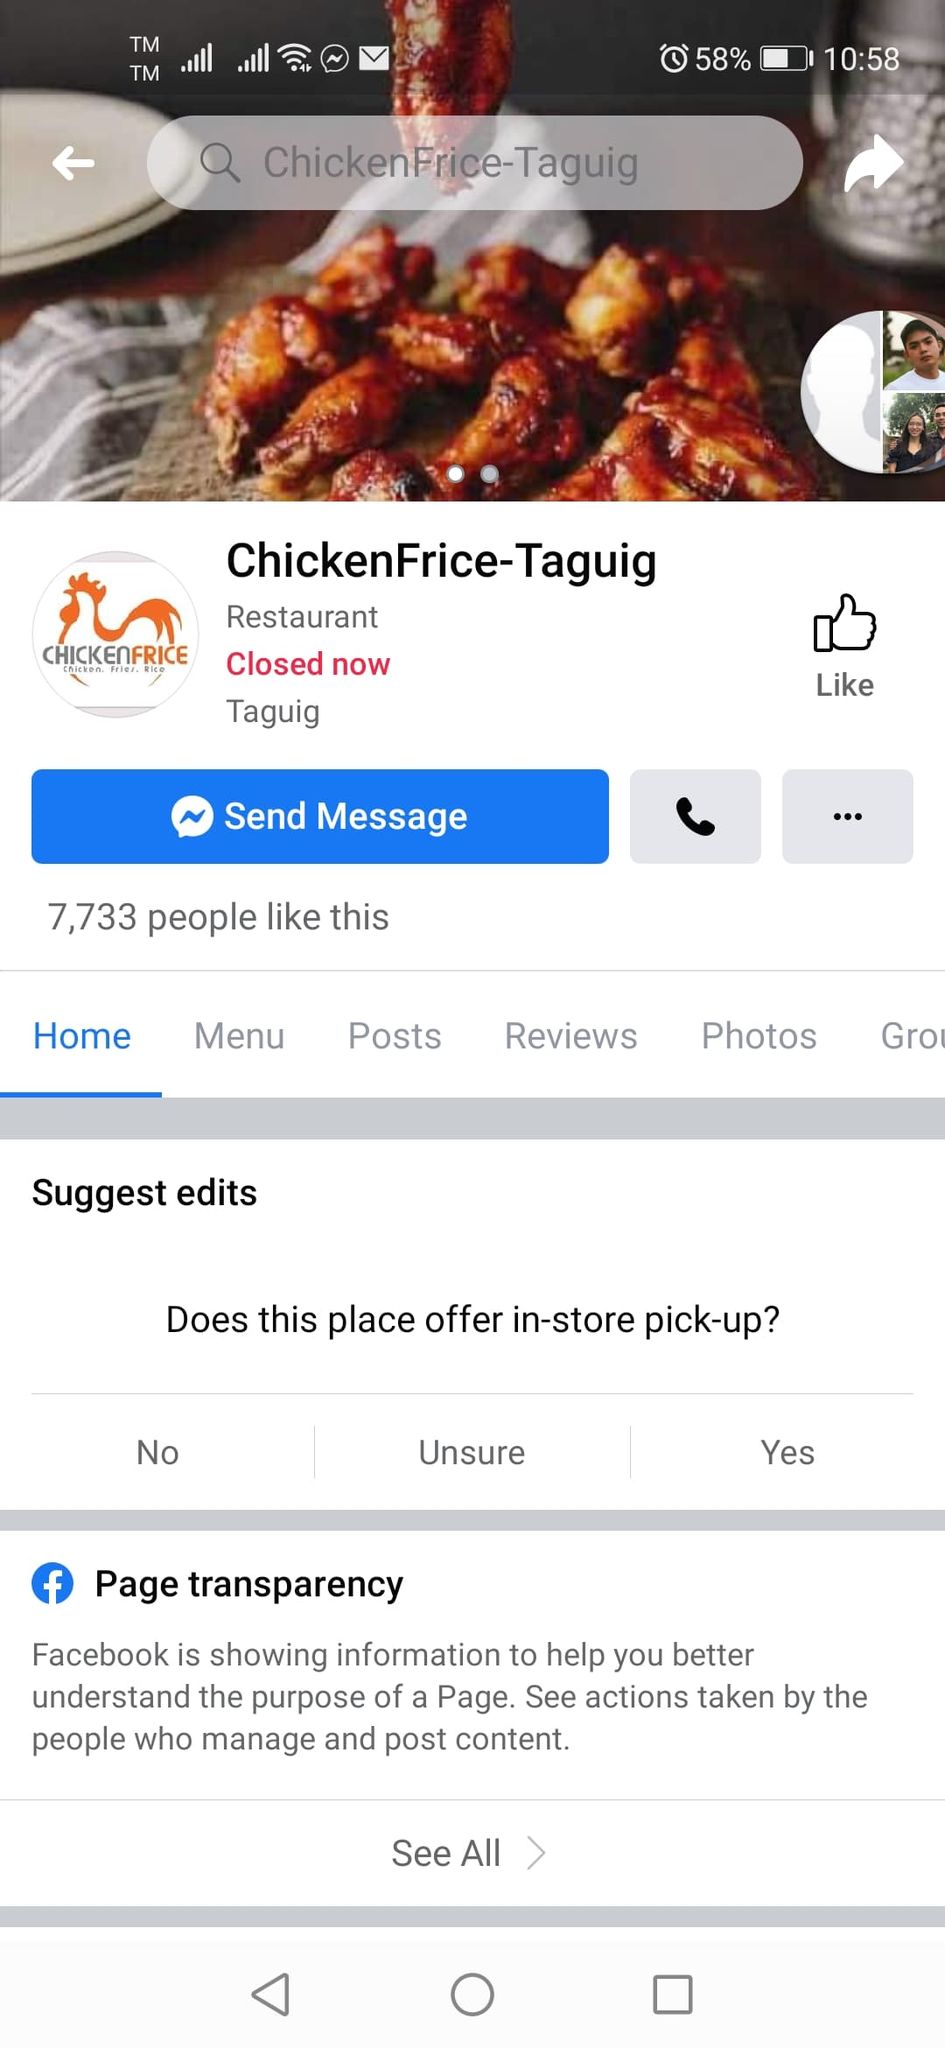 TM
TM
58%
10:58
ChickenFrice-Taguig
ChickenFrice-Taguig
Restaurant
Closed now
Taguig
CHICKENFRICE
Chicken. Fries. Rice
Like
Send Message
...
7,733 people like this
Home Menu Posts Reviews Photos Grou
Suggest edits
Does this place offer in-store pick-up?
No Unsure Yes
Page transparency
Facebook is showing information to help you better
understand the purpose of a Page. See actions taken by the
people who manage and post content.
See All